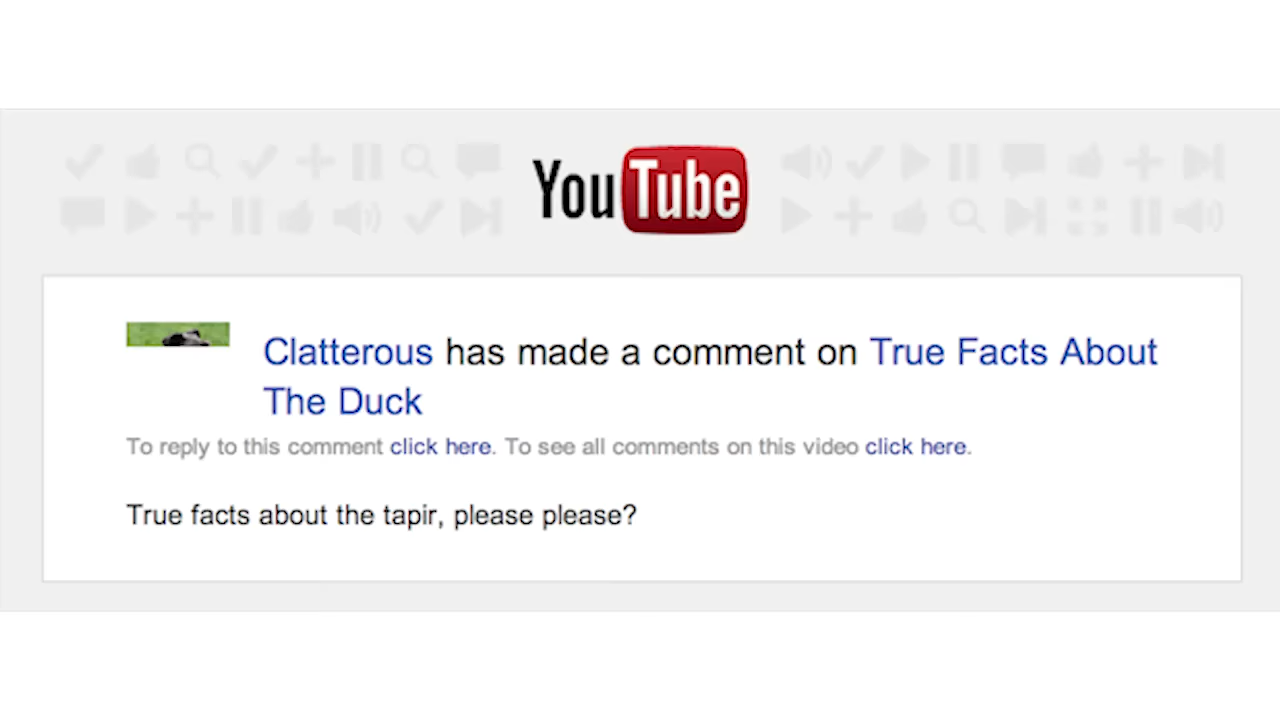 YouTube
Clatterous has made a comment on True Facts About
The Duck
To reply to this comment click here. To see all comments on this video click here.
True facts about the tapir, please please?